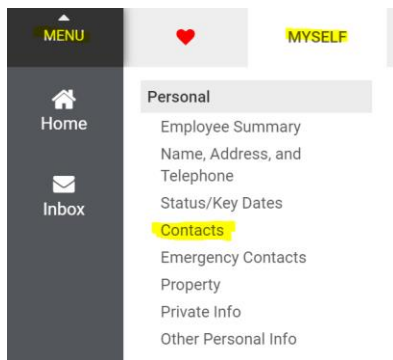 MENU
MYSELF
Home
Inbox
Personal
Employee Summary
Name, Address, and
Telephone
Status/Key Dates
Contacts
Emergency Contacts
Property
Private Info
Other Personal Info